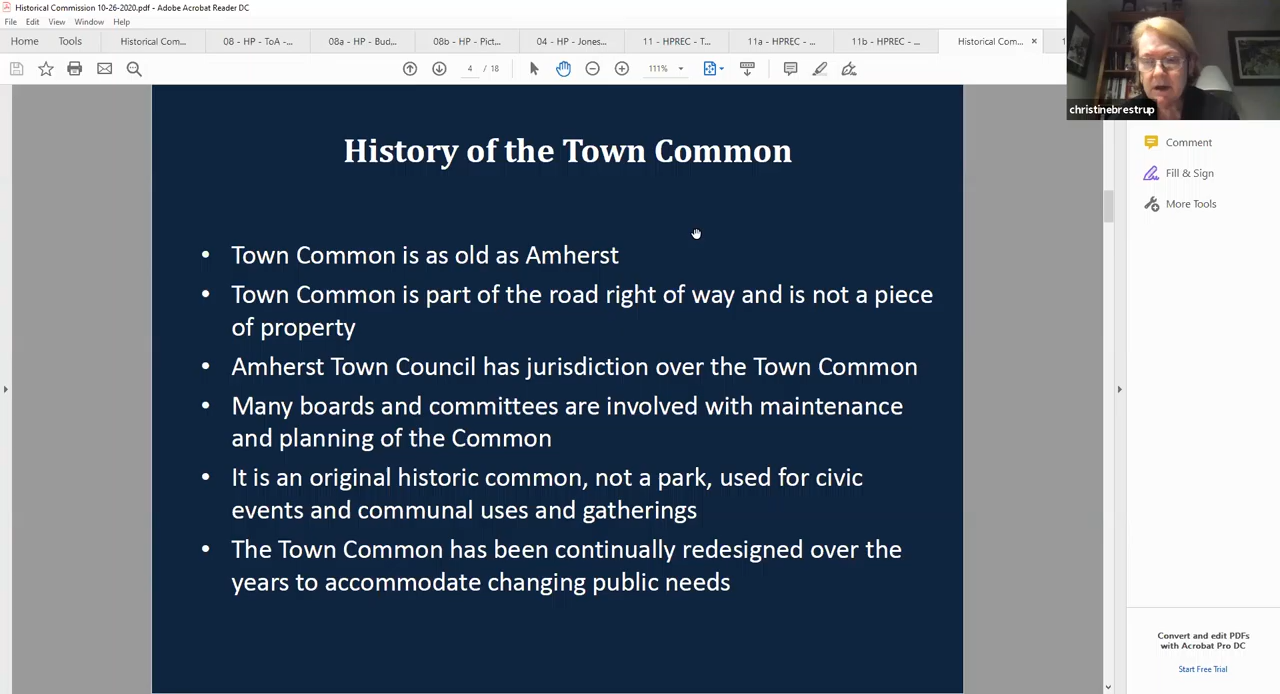 Historical Commission 10-26-2020.pdf - Adobe Acrobat Reader DC
File Edit View Window Help
Home Tools Historical Com... 08 - HP - ToA -... 08a - HP - Bud... 08b - HP - Pict... 04 - HP - Jones... 11 - HPREC - T... 11a - HPREC - ... 11b - HPREC - ... Historical Com... ×
4 / 18 111%
christinebrestrup
Comment
Fill & Sign
More Tools
History of the Town Common
• Town Common is as old as Amherst
• Town Common is part of the road right of way and is not a piece
of property
• Amherst Town Council has jurisdiction over the Town Common
• Many boards and committees are involved with maintenance
and planning of the Common
• It is an original historic common, not a park, used for civic
events and communal uses and gatherings
• The Town Common has been continually redesigned over the
years to accommodate changing public needs
Convert and edit PDFs
with Acrobat Pro DC
Start Free Trial